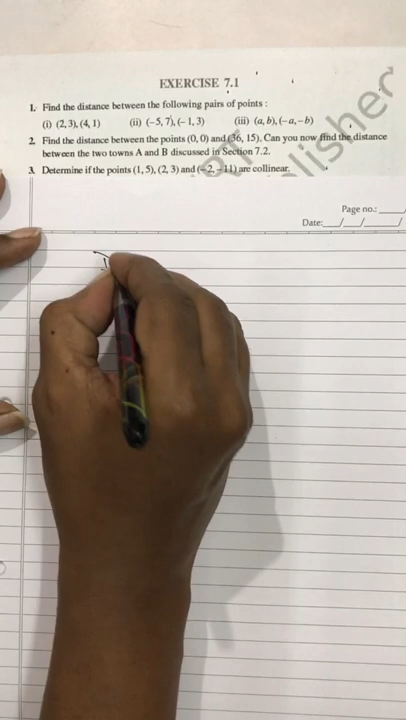 EXERCISE 7.1
1. Find the distance between the following pairs of points :
(i) (2, 3), (4, 1) (ii) (– 5, 7), (– 1, 3) (iii) (a, b), (– a, – b)
2. Find the distance between the points (0, 0) and (36, 15). Can you now find the distance
between the two towns A and B discussed in Section 7.2.
3. Determine if the points (1, 5), (2, 3) and (– 2, – 11) are collinear.
Page no.:
Date: / /